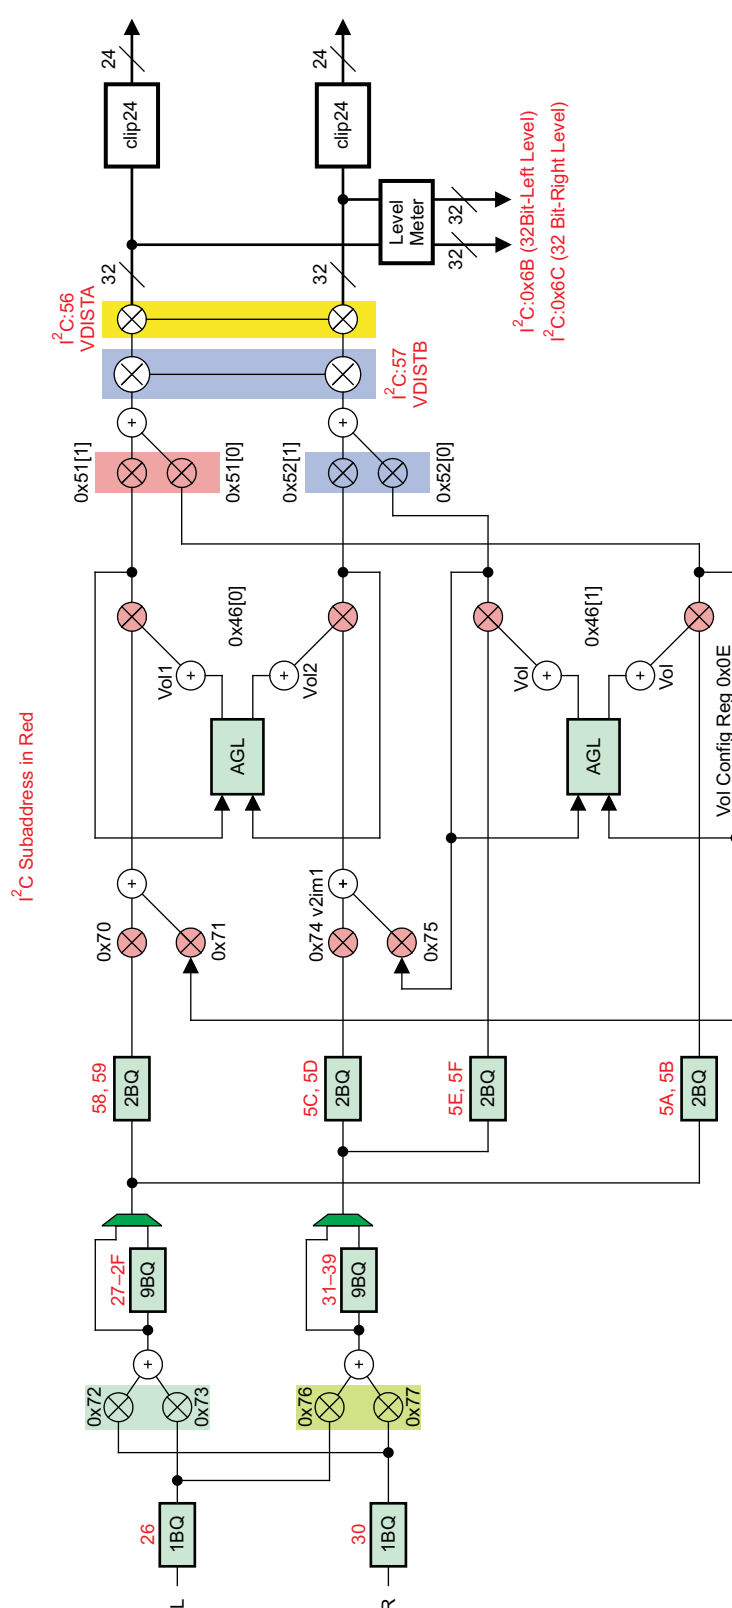 I²C Subaddress in Red
L
R
26
1BQ
30
1BQ
0x72
0x73
0x76
0x77
+
+
27–2F
9BQ
31–39
9BQ
58, 59
2BQ
5C, 5D
2BQ
5E, 5F
2BQ
5A, 5B
2BQ
0x70
0x71
0x74 v2im1
0x75
+
+
AGL
Vol1
+
Vol2
+
0x46[0]
AGL
Vol
+
Vol
+
0x46[1]
Vol Config Reg 0x0E
0x51[1]
0x51[0]
0x52[1]
0x52[0]
+
+
I²C:57
VDISTB
I²C:56
VDISTA
32
32
Level
Meter
32
32
I²C:0x6B (32Bit-Left Level)
I²C:0x6C (32 Bit-Right Level)
clip24
24
clip24
24